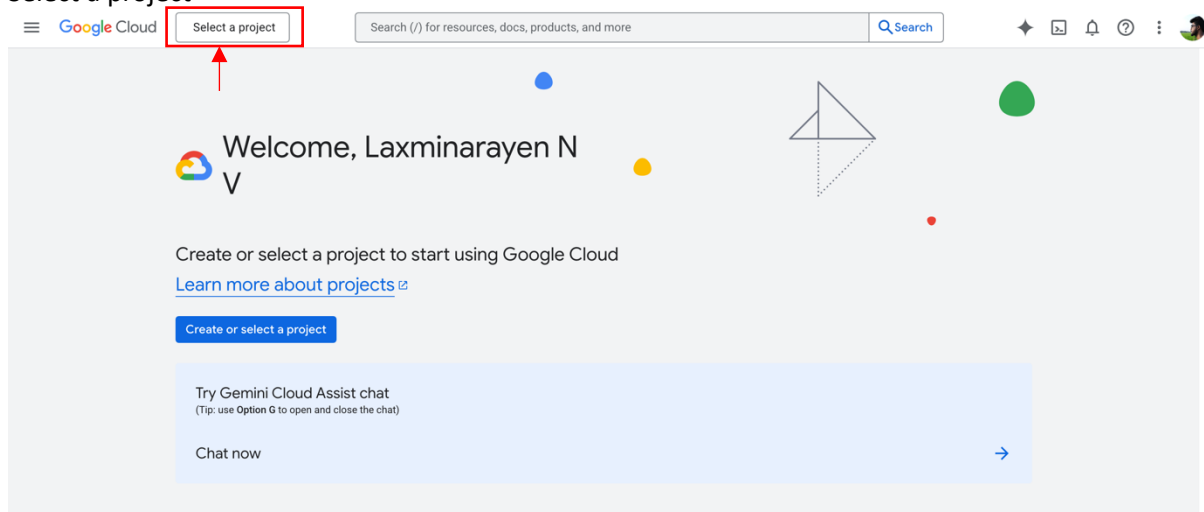 Select a project
Google Cloud Select a project Search (/) for resources, docs, products, and more Search
Welcome, Laxminarayen N
V
Create or select a project to start using Google Cloud
Learn more about projects
Create or select a project
Try Gemini Cloud Assist chat
(Tip: use Option G to open and close the chat)
Chat now